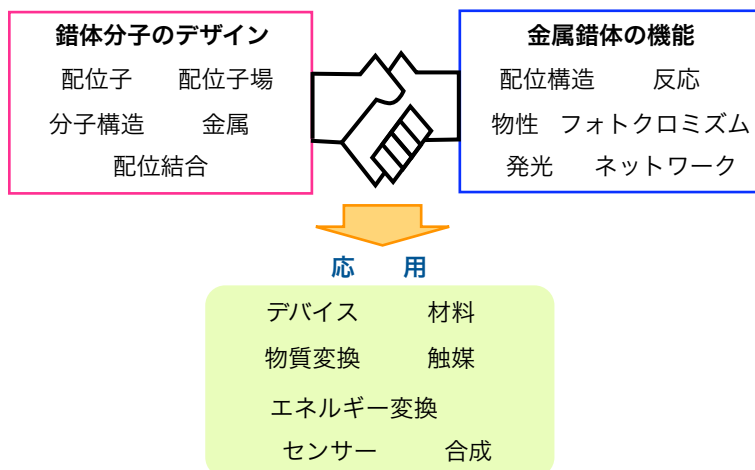 錯体分子のデザイン
配位子 配位子場
分子構造 金属
配位結合
金属錯体の機能
配位構造 反応
物性 フォトクロミズム
発光 ネットワーク
応 用
デバイス 材料
物質変換 触媒
エネルギー変換
センサー 合成